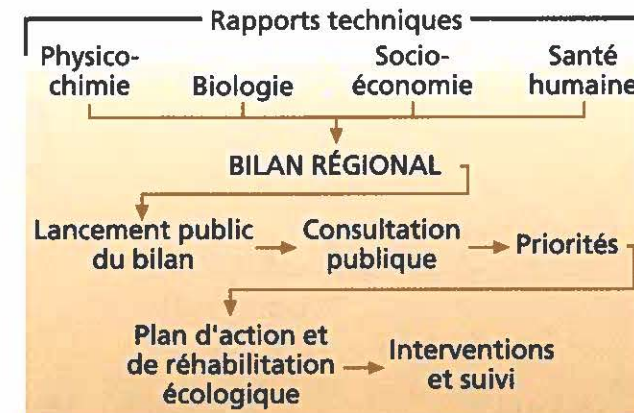 Rapports techniques
Physico-
chimie
Biologie
Socio-
économie
Santé
humaine
BILAN RÉGIONAL
Lancement public
du bilan
Consultation
publique
Priorités
Plan d'action et
de réhabilitation
écologique
Interventions
et suivi